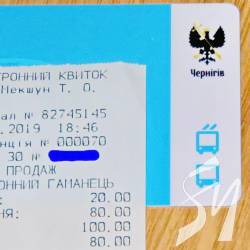 ТРОННИЙ КВИТОК
Мекшун Т. О.
ал № 82745145
.2019 18:46
нція № 000070
30 №
ПРОДАЖ
ОННИЙ ГАМАНЕЦЬ
: 20.00
НЯ: 80.00
100.00
80.00
Чернігів